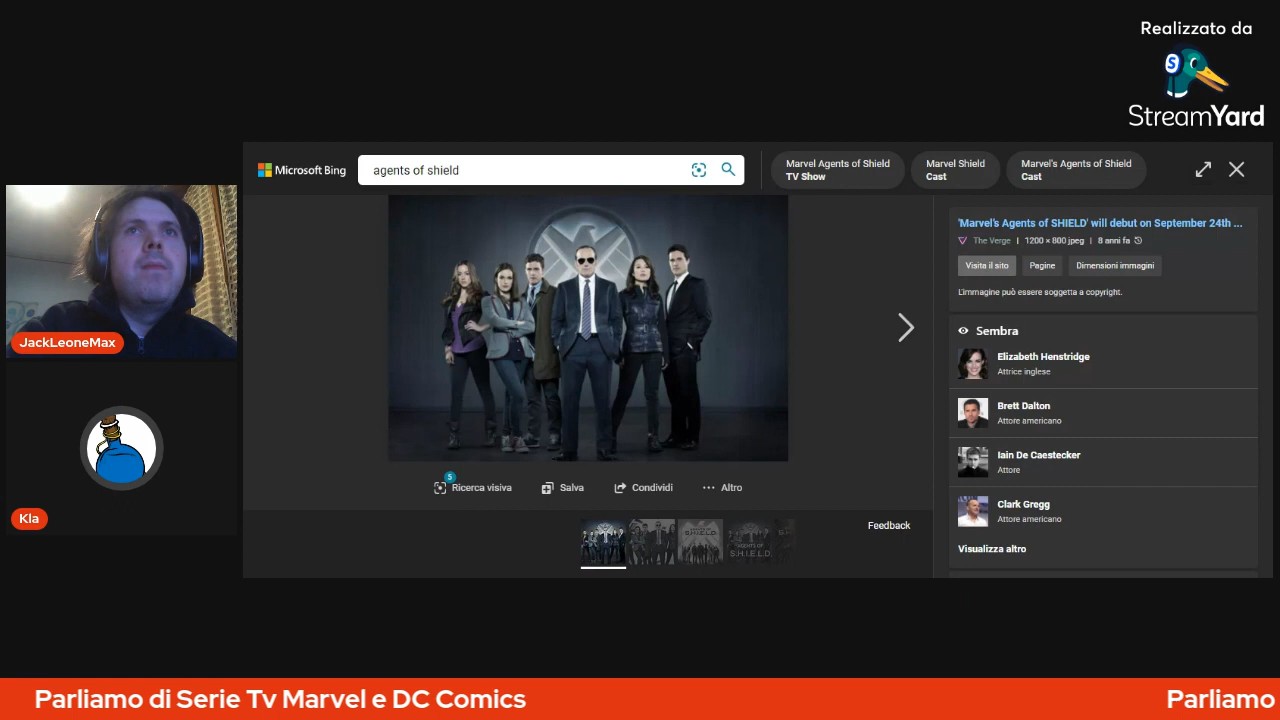 Realizzato da
S
StreamYard
Microsoft Bing
agents of shield
Marvel Agents of Shield
TV Show
Marvel Shield
Cast
Marvel's Agents of Shield
Cast
'Marvel's Agents of SHIELD' will debut on September 24th ...
The Verge | 1200 × 800 jpeg | 8 anni fa
Visita il sito
Pagine
Dimensioni immagini
L'immagine può essere soggetta a copyright.
Sembra
Elizabeth Henstridge
Attrice inglese
Brett Dalton
Attore americano
Iain De Caestecker
Attore
Clark Gregg
Attore americano
Visualizza altro
JackLeoneMax
Kla
5
Ricerca visiva
Salva
Condividi
Altro
S.H.I.E.L.D.
AGENTS OF
S.H.I.E.L.D.
Feedback
Parliamo di Serie Tv Marvel e DC Comics
Parliamo